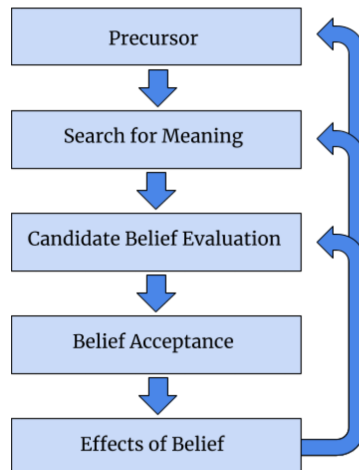 Precursor
Search for Meaning
Candidate Belief Evaluation
Belief Acceptance
Effects of Belief